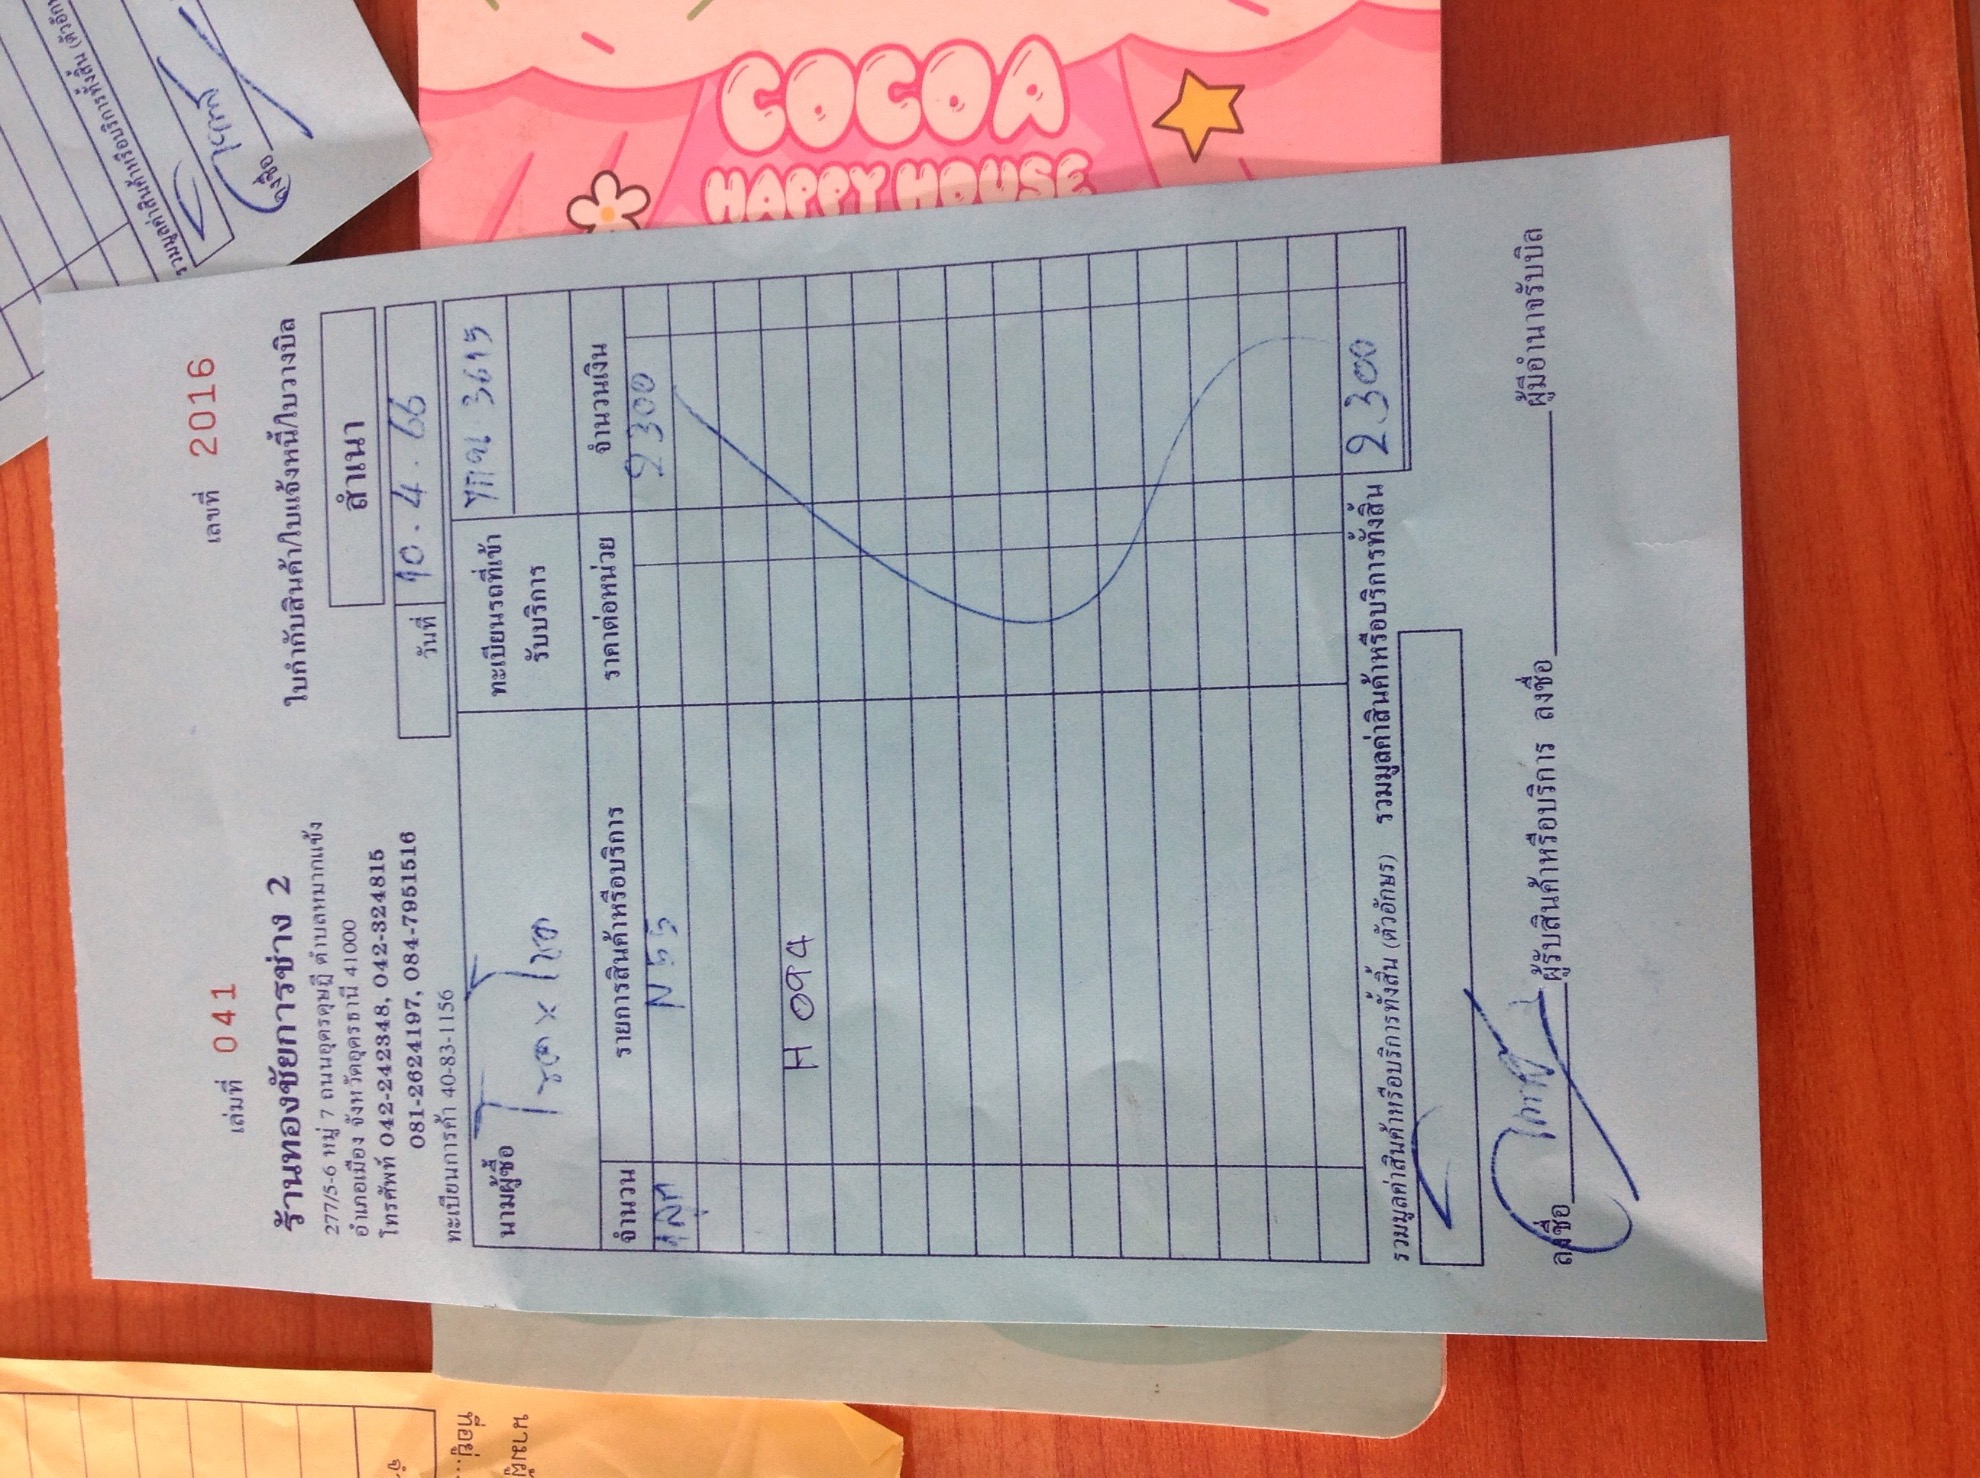 COCOA
HAPPY HOUSE
เล่มที่ 041
เลขที่ 2016
ร้านทองชัยการช่าง 2
277/5-6 หมู่ 7 ถนนอุดรดุษฎี ตำบลหมากแข้ง
อำเภอเมือง จังหวัดอุดรธานี 41000
โทรศัพท์ 042-242348, 042-324815
081-2624197, 084-7951516
ทะเบียนการค้า 40-83-1156
ใบกำกับสินค้า/ใบแจ้งหนี้/ใบวางบิล
สำเนา
วันที่ 10.4.66
นามผู้ซื้อ
ทะเบียนรถที่เข้า
รับบริการ
3615
จำนวน รายการสินค้าหรือบริการ ราคาต่อหน่วย จำนวนเงิน
1 ลูก N55 2300
H 094
รวมมูลค่าสินค้าหรือบริการทั้งสิ้น (ตัวอักษร) รวมมูลค่าสินค้าหรือบริการทั้งสิ้น 2300
ลงชื่อ ผู้รับสินค้าหรือบริการ ลงชื่อ ผู้มีอำนาจรับบิล
ลงชื่อ